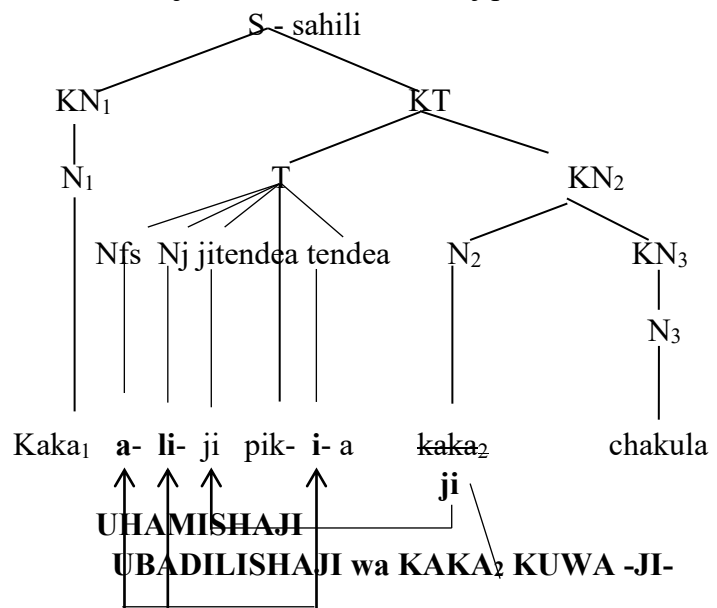 S - sahili
KN₁ KT
N₁ T KN₂
Nfs Nj jitendea tendea N₂ KN₃
N₃
Kaka₁ a- li- ji pik- i- a kaka₂ chakula
ji
UHAMISHAJI
UBADILISHAJI wa KAKA₂ KUWA -JI-